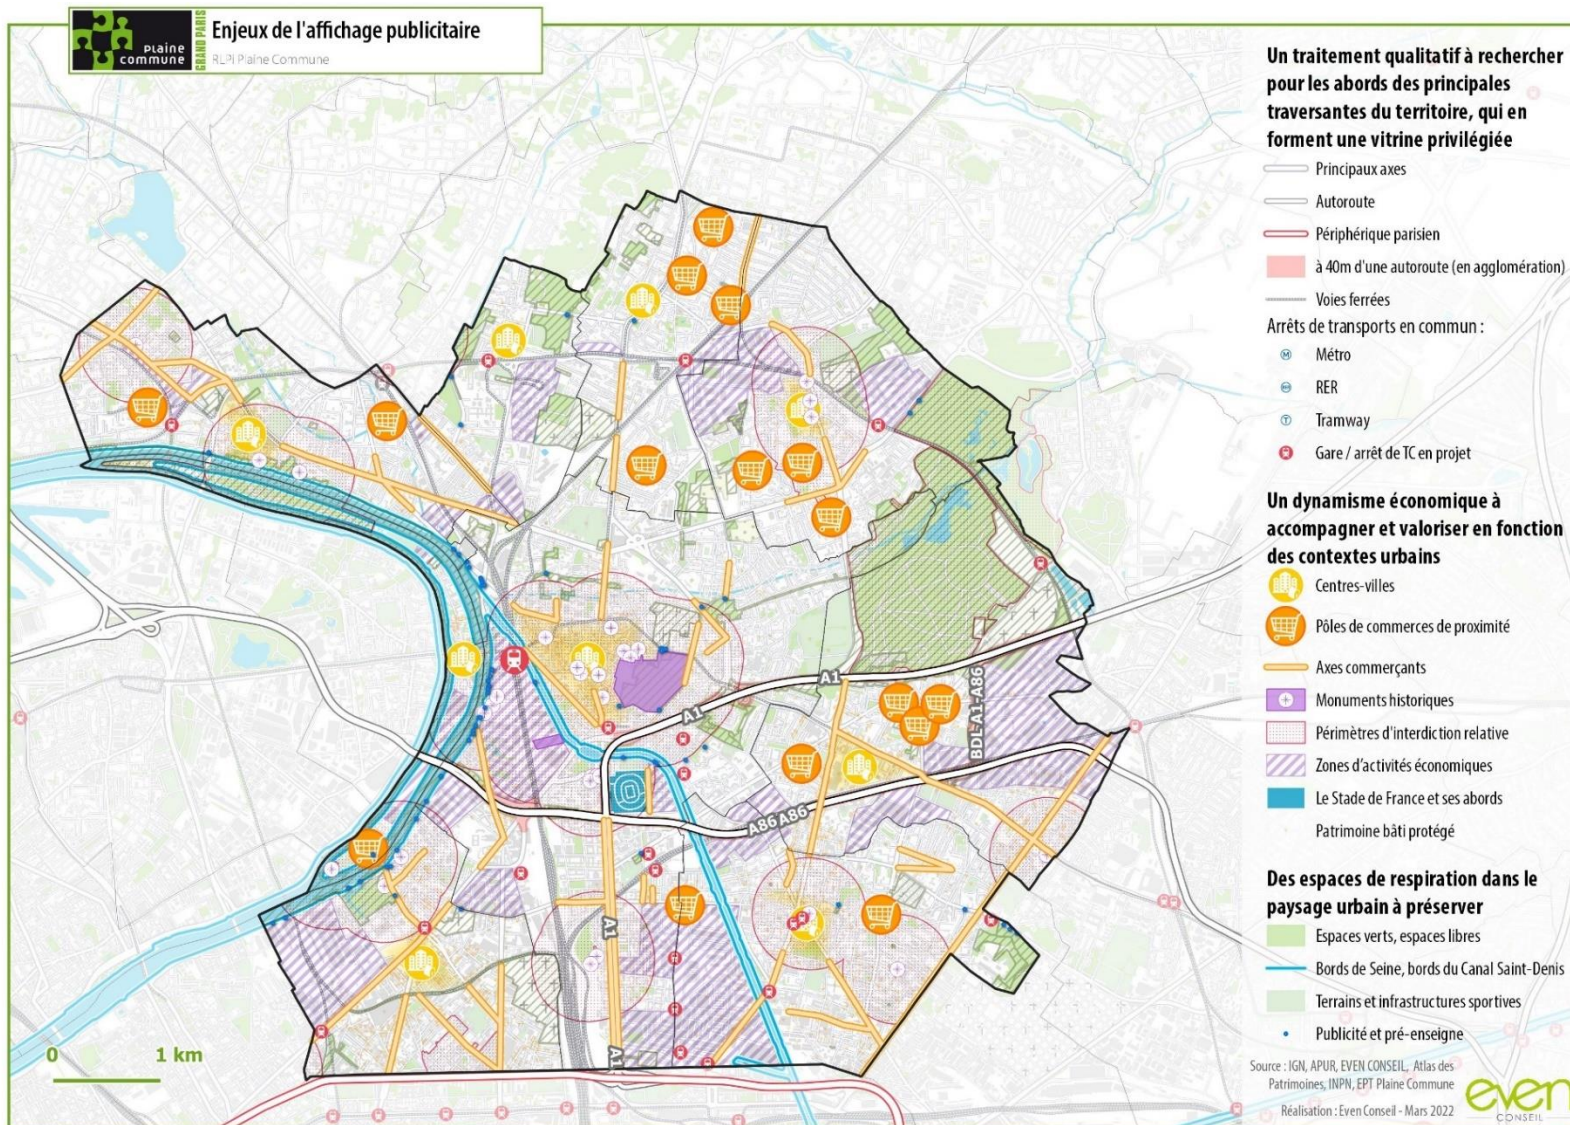 plaine
commune
GRAND PARIS
Enjeux de l'affichage publicitaire
RLPi Plaine Commune
Un traitement qualitatif à rechercher
pour les abords des principales
traversantes du territoire, qui en
forment une vitrine privilégiée
Principaux axes
Autoroute
Périphérique parisien
à 40m d'une autoroute (en agglomération)
Voies ferrées
Arrêts de transports en commun :
M Métro
RER
T Tramway
Gare / arrêt de TC en projet
Un dynamisme économique à
accompagner et valoriser en fonction
des contextes urbains
Centres-villes
Pôles de commerces de proximité
Axes commerçants
Monuments historiques
Périmètres d'interdiction relative
Zones d'activités économiques
Le Stade de France et ses abords
Patrimoine bâti protégé
Des espaces de respiration dans le
paysage urbain à préserver
Espaces verts, espaces libres
Bords de Seine, bords du Canal Saint-Denis
Terrains et infrastructures sportives
Publicité et pré-enseigne
A1
A1
BDL-A1-A86
A86 A86
A1
A1
0 1 km
Source : IGN, APUR, EVEN CONSEIL, Atlas des
Patrimoines, INPN, EPT Plaine Commune
Réalisation : Even Conseil - Mars 2022
even
CONSEIL